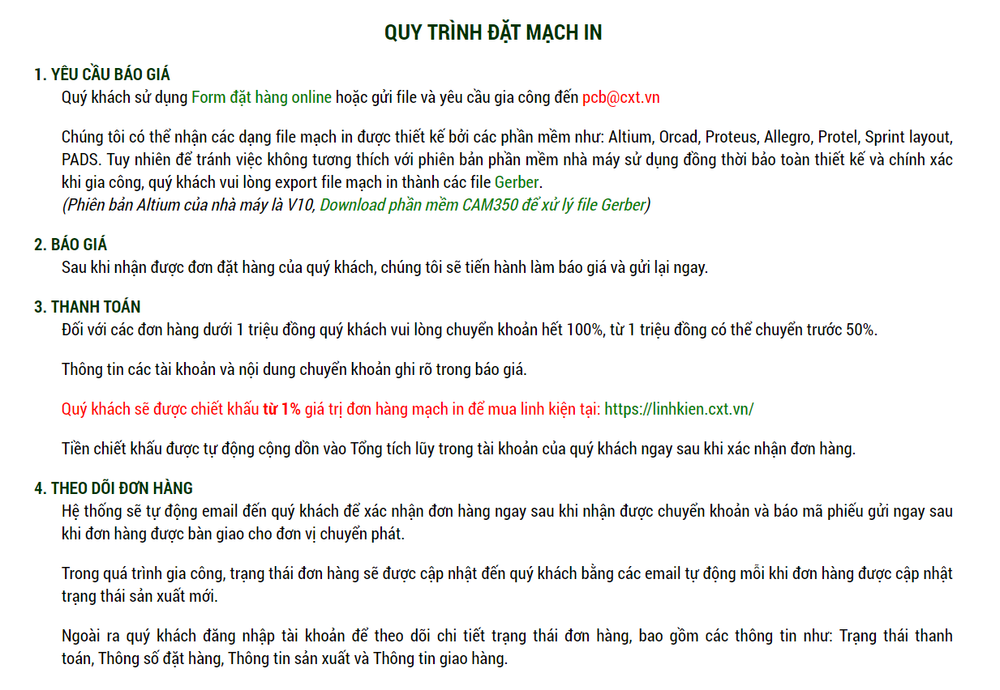 QUY TRÌNH ĐẶT MẠCH IN
1. YÊU CẦU BÁO GIÁ
Quý khách sử dụng Form đặt hàng online hoặc gửi file và yêu cầu gia công đến pcb@cxt.vn
Chúng tôi có thể nhận các dạng file mạch in được thiết kế bởi các phần mềm như: Altium, Orcad, Proteus, Allegro, Protel, Sprint layout,
PADS. Tuy nhiên để tránh việc không tương thích với phiên bản phần mềm nhà máy sử dụng đồng thời bảo toàn thiết kế và chính xác
khi gia công, quý khách vui lòng export file mạch in thành các file Gerber.
(Phiên bản Altium của nhà máy là V10, Download phần mềm CAM350 để xử lý file Gerber)
2. BÁO GIÁ
Sau khi nhận được đơn đặt hàng của quý khách, chúng tôi sẽ tiến hành làm báo giá và gửi lại ngay.
3. THANH TOÁN
Đối với các đơn hàng dưới 1 triệu đồng quý khách vui lòng chuyển khoản hết 100%, từ 1 triệu đồng có thể chuyển trước 50%.
Thông tin các tài khoản và nội dung chuyển khoản ghi rõ trong báo giá.
Quý khách sẽ được chiết khấu từ 1% giá trị đơn hàng mạch in để mua linh kiện tại: https://linhkien.cxt.vn/
Tiền chiết khấu được tự động cộng dồn vào Tổng tích lũy trong tài khoản của quý khách ngay sau khi xác nhận đơn hàng.
4. THEO DÕI ĐƠN HÀNG
Hệ thống sẽ tự động email đến quý khách để xác nhận đơn hàng ngay sau khi nhận được chuyển khoản và báo mã phiếu gửi ngay sau
khi đơn hàng được bàn giao cho đơn vị chuyển phát.
Trong quá trình gia công, trạng thái đơn hàng sẽ được cập nhật đến quý khách bằng các email tự động mỗi khi đơn hàng được cập nhật
trạng thái sản xuất mới.
Ngoài ra quý khách đăng nhập tài khoản để theo dõi chi tiết trạng thái đơn hàng, bao gồm các thông tin như: Trạng thái thanh
toán, Thông số đặt hàng, Thông tin sản xuất và Thông tin giao hàng.